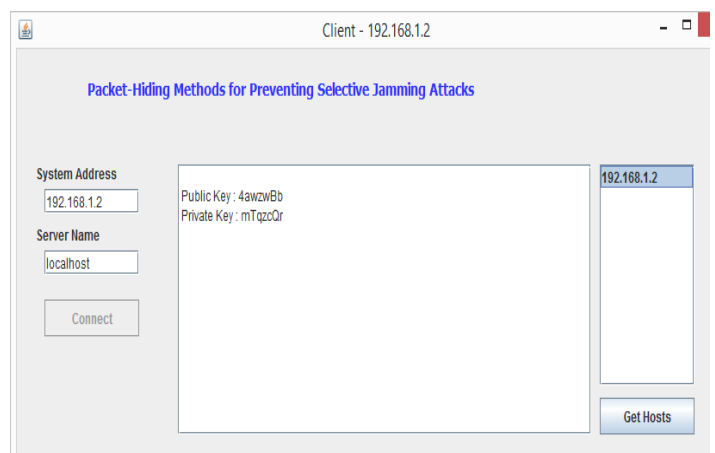 Client - 192.168.1.2
Packet-Hiding Methods for Preventing Selective Jamming Attacks
System Address
192.168.1.2
Server Name
localhost
Connect
Public Key : 4awzwBb
Private Key : mTqzcQr
192.168.1.2
Get Hosts